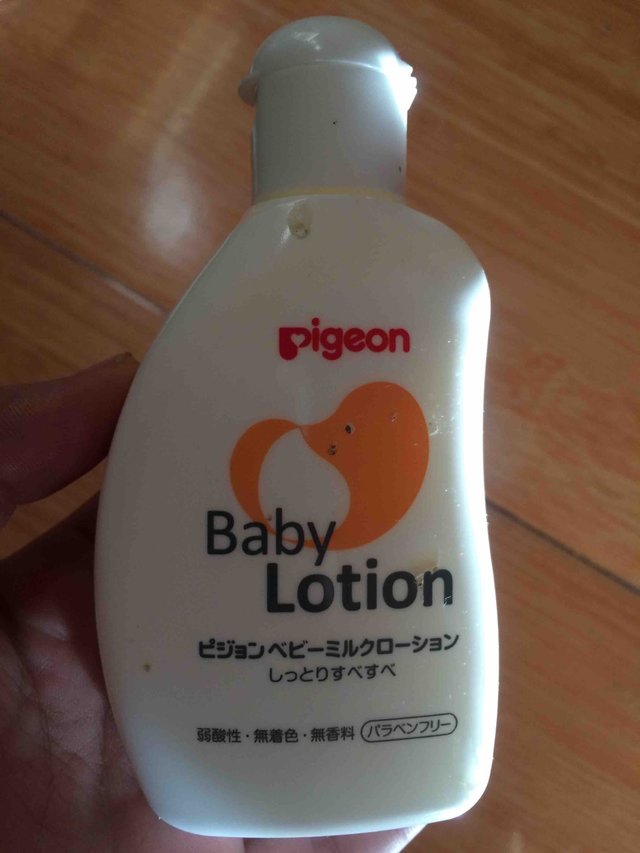 pigeon
Baby
Lotion
ピジョン ベビーミルクローション
しっとりすべすべ
弱酸性・無着色・無香料 パラベンフリー